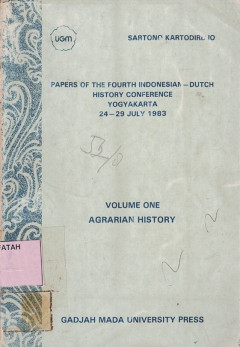 UGM
SARTONO KARTODIRDJO
PAPERS OF THE FOURTH INDONESIAN — DUTCH
HISTORY CONFERENCE
YOGYAKARTA
24 — 29 JULY 1983
VOLUME ONE
AGRARIAN HISTORY
FATAH
GADJAH MADA UNIVERSITY PRESS